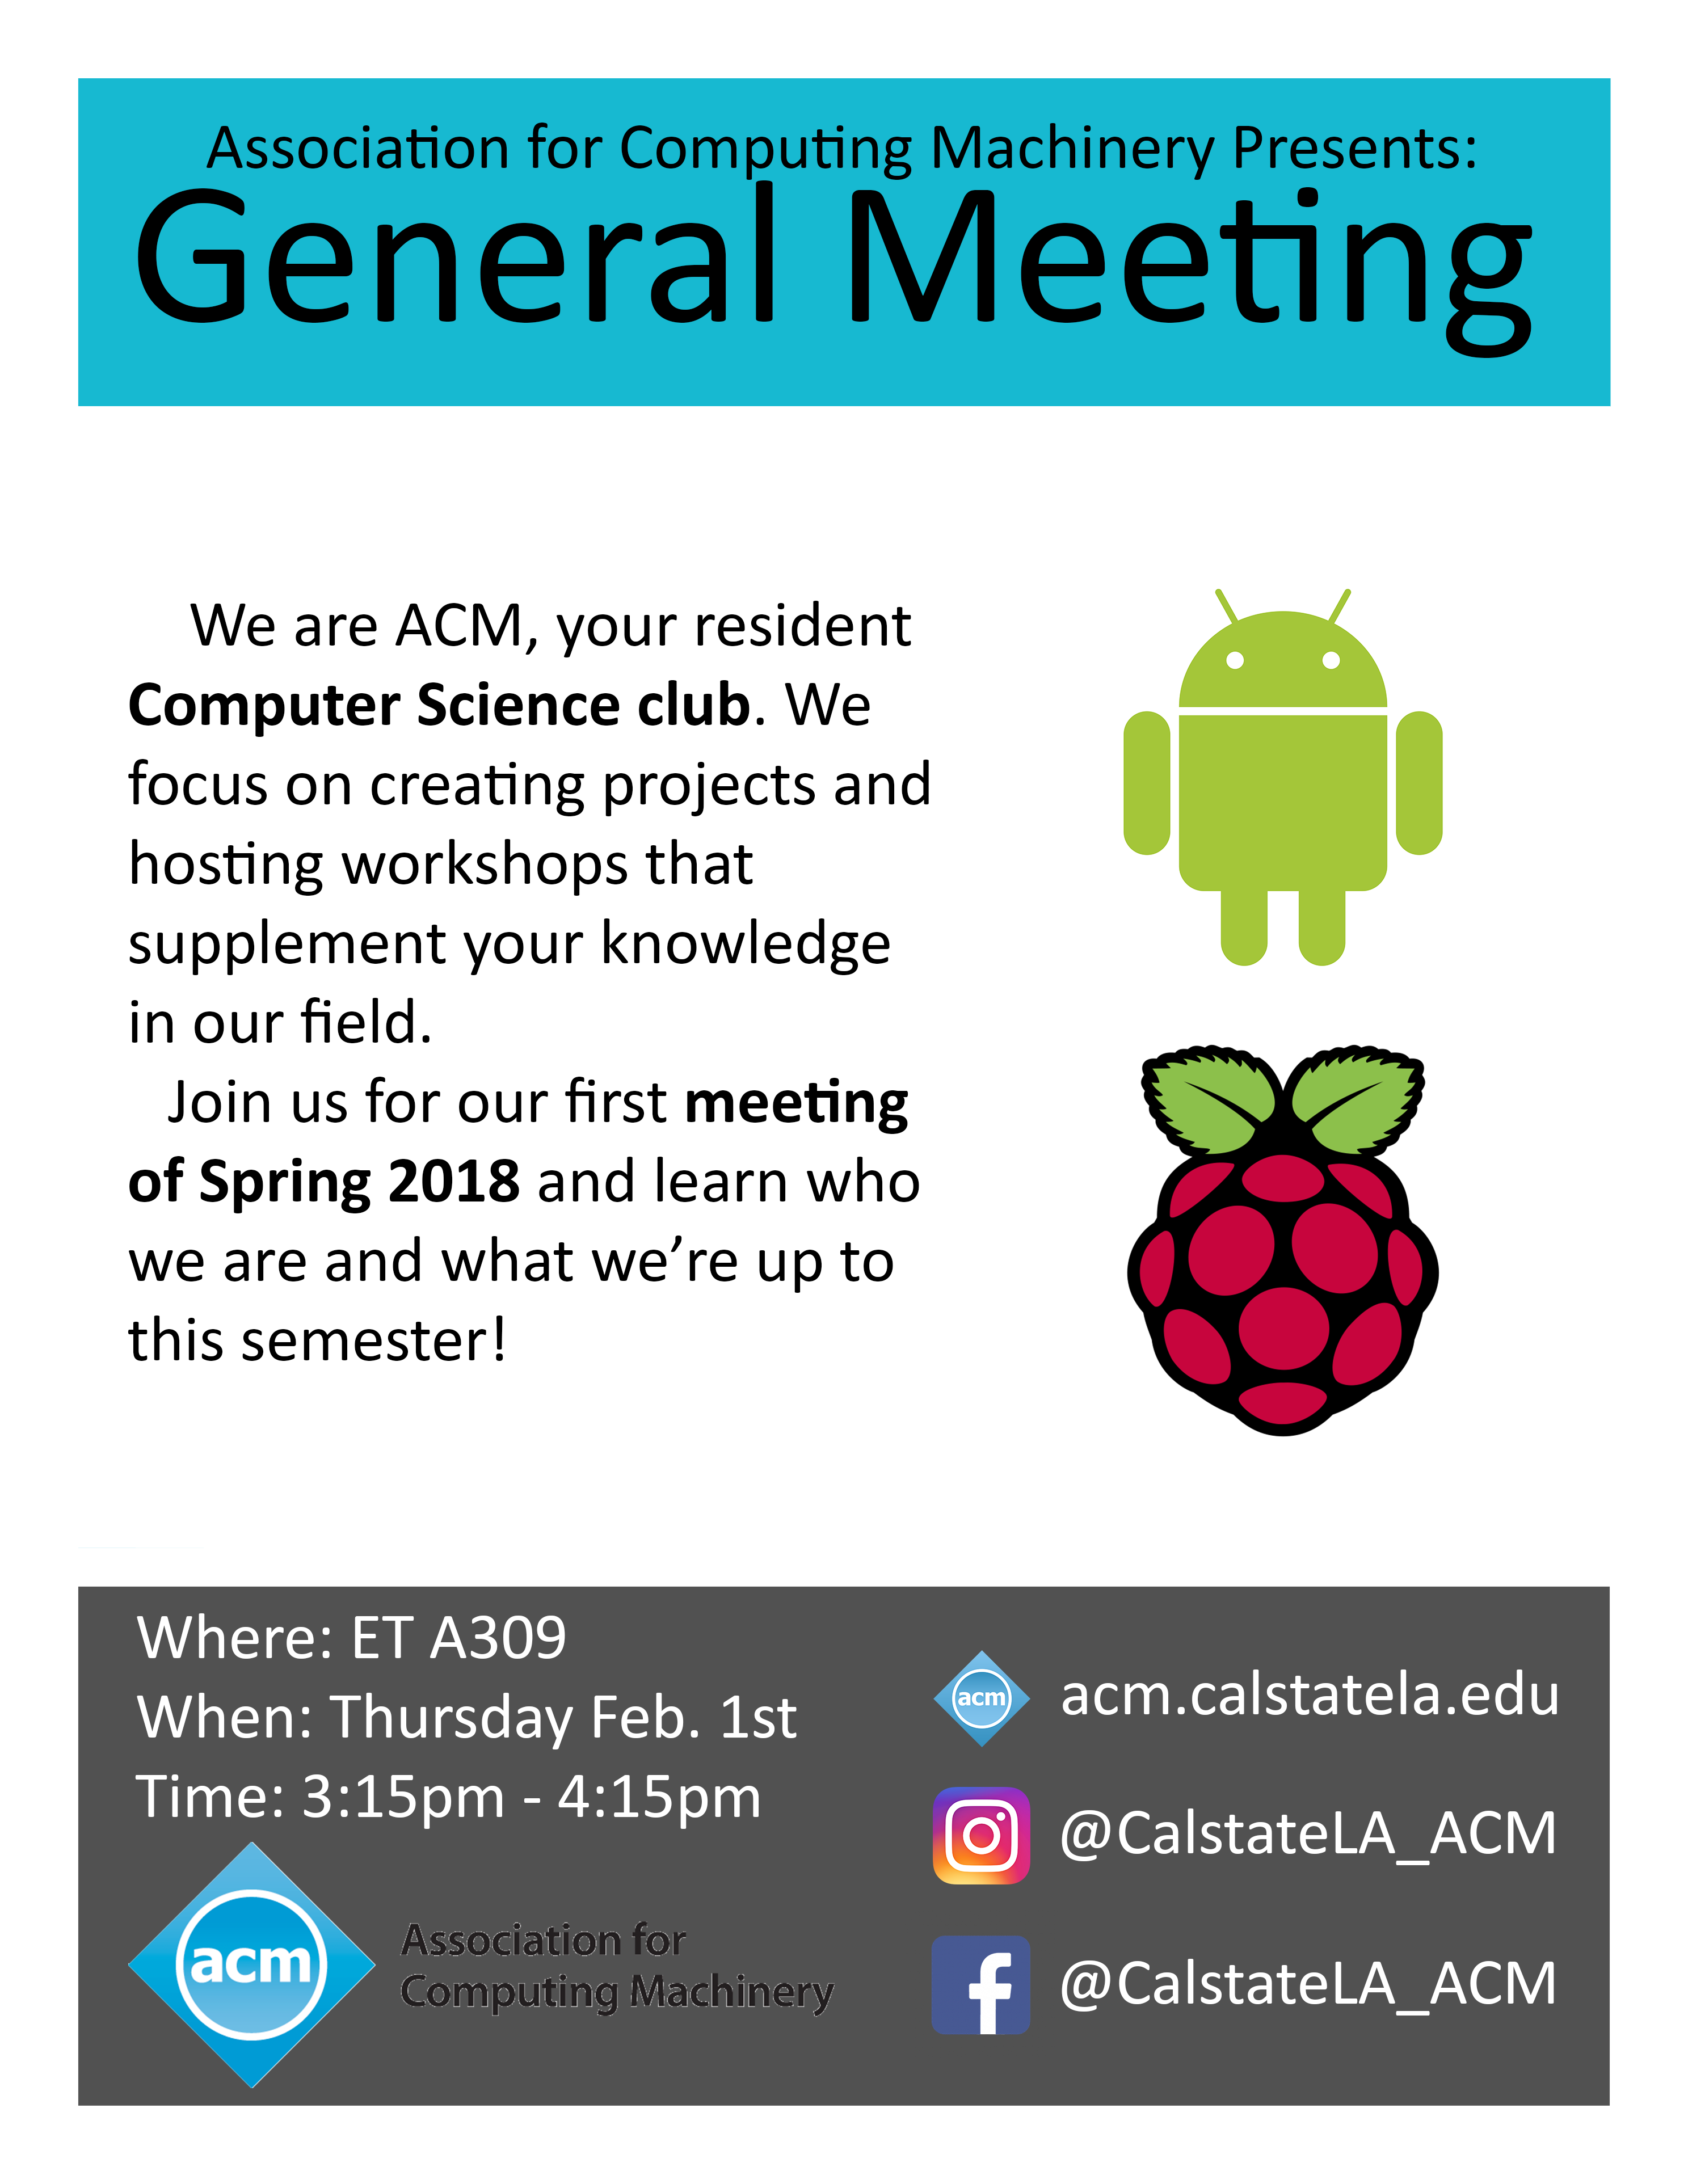 Association for Computing Machinery Presents:
General Meeting
We are ACM, your resident
Computer Science club. We
focus on creating projects and
hosting workshops that
supplement your knowledge
in our field.
Join us for our first meeting
of Spring 2018 and learn who
we are and what we’re up to
this semester!
Where: ET A309
When: Thursday Feb. 1st
Time: 3:15pm - 4:15pm
acm
Association for
Computing Machinery
acm
acm.calstatela.edu
@CalstateLA_ACM
@CalstateLA_ACM